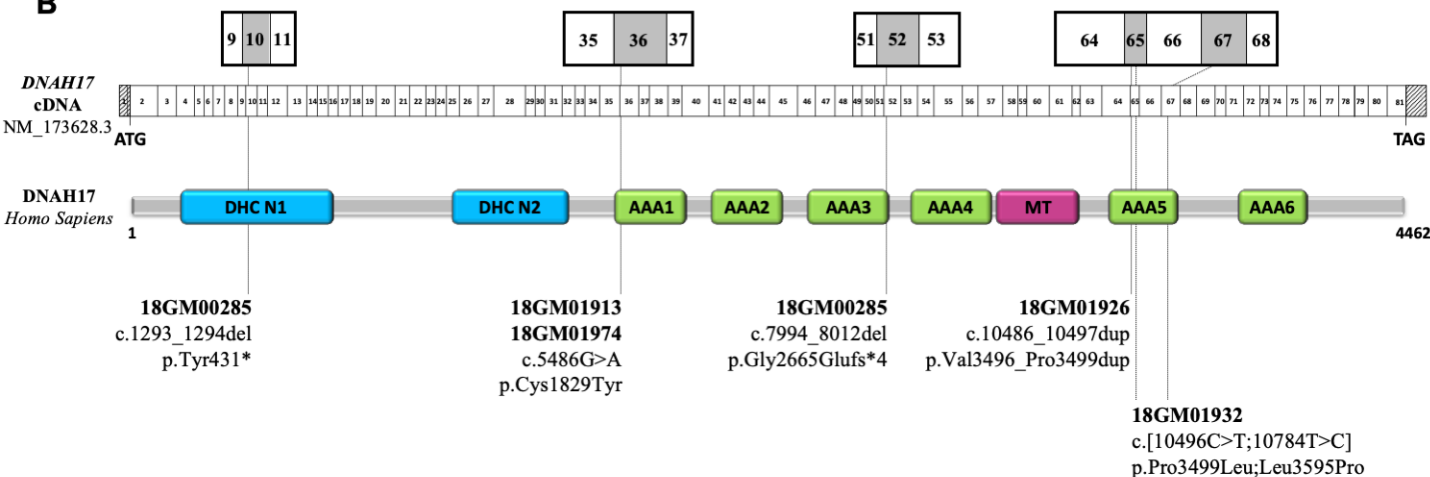 B
9 10 11
35 36 37
51 52 53
64 65 66 67 68
DNAH17
cDNA
NM_173628.3
1 2 3 4 5 6 7 8 9 10 11 12 13 14 15 16 17 18 19 20 21 22 23 24 25 26 27 28 29 30 31 32 33 34 35 36 37 38 39 40 41 42 43 44 45 46 47 48 49 50 51 52 53 54 55 56 57 58 59 60 61 62 63 64 65 66 67 68 69 70 71 72 73 74 75 76 77 78 79 80 81
ATG
TAG
DNAH17
Homo Sapiens
DHC N1
DHC N2
AAA1
AAA2
AAA3
AAA4
MT
AAA5
AAA6
1
4462
18GM00285
c.1293_1294del
p.Tyr431*
18GM01913
18GM01974
c.5486G>A
p.Cys1829Tyr
18GM00285
c.7994_8012del
p.Gly2665Glufs*4
18GM01926
c.10486_10497dup
p.Val3496_Pro3499dup
18GM01932
c.[10496C>T;10784T>C]
p.Pro3499Leu;Leu3595Pro